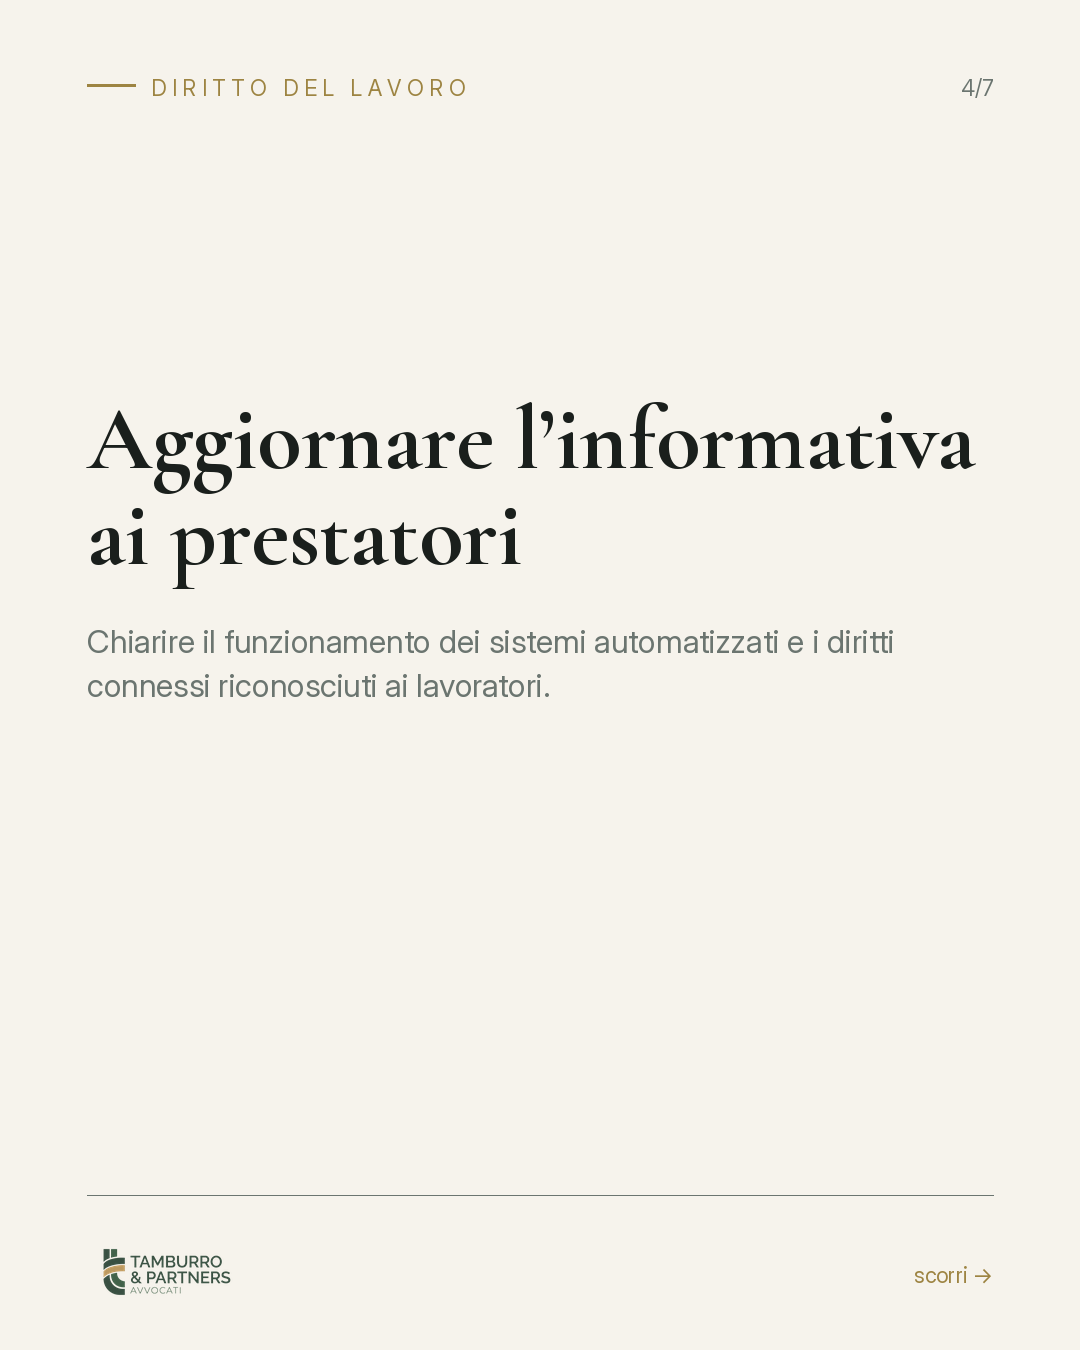 DIRITTO DEL LAVORO
4/7
Aggiornare l’informativa
ai prestatori
Chiarire il funzionamento dei sistemi automatizzati e i diritti
connessi riconosciuti ai lavoratori.
TAMBURRO
& PARTNERS
AVVOCATI
scorri →